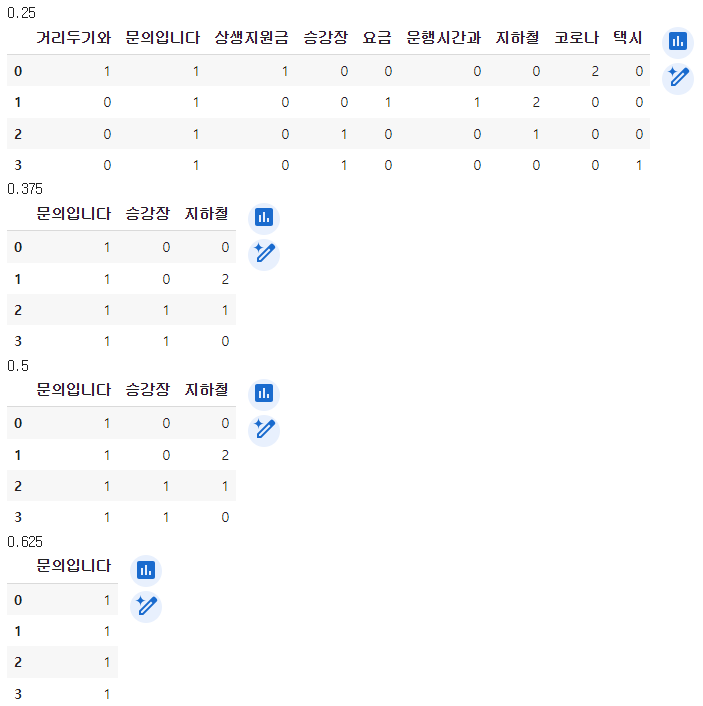 0.25
거리두기와 문의입니다 상생지원금 승강장 요금 운행시간과 지하철 코로나 택시
0 1 1 1 0 0 0 0 2 0
1 0 1 0 0 1 1 2 0 0
2 0 1 0 1 0 0 1 0 0
3 0 1 0 1 0 0 0 0 1
0.375
문의입니다 승강장 지하철
0 1 0 0
1 1 0 2
2 1 1 1
3 1 1 0
0.5
문의입니다 승강장 지하철
0 1 0 0
1 1 0 2
2 1 1 1
3 1 1 0
0.625
문의입니다
0 1
1 1
2 1
3 1